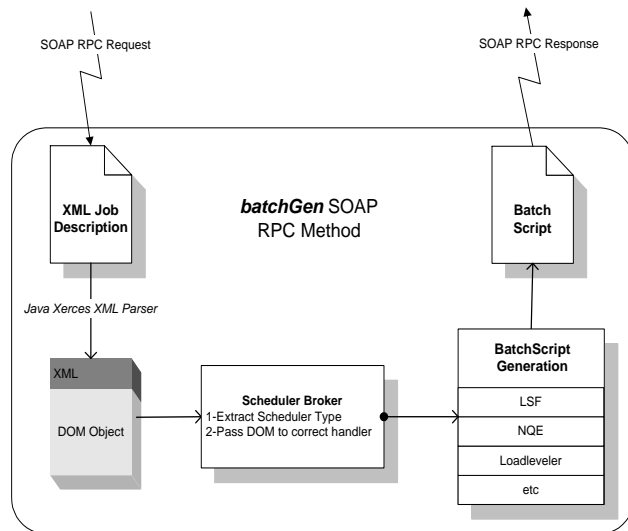 SOAP RPC Request
SOAP RPC Response
XML Job
Description
batchGen SOAP
RPC Method
Batch
Script
Java Xerces XML Parser
XML
DOM Object
Scheduler Broker
1-Extract Scheduler Type
2-Pass DOM to correct handler
BatchScript
Generation
LSF
NQE
Loadleveler
etc